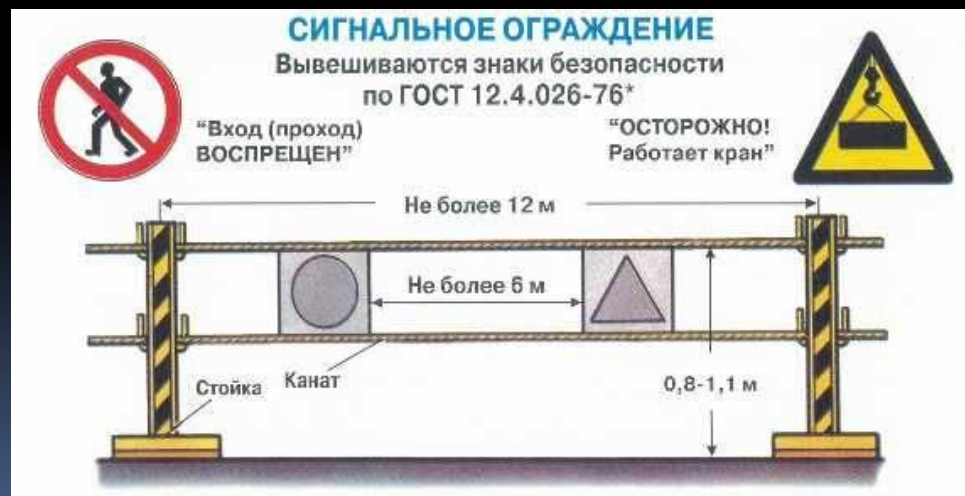 СИГНАЛЬНОЕ ОГРАЖДЕНИЕ
Вывешиваются знаки безопасности
по ГОСТ 12.4.026-76*
“Вход (проход)
ВОСПРЕЩЕН”
“ОСТОРОЖНО!
Работает кран”
Не более 12 м
Не более 6 м
Стойка
Канат
0,8-1,1 м